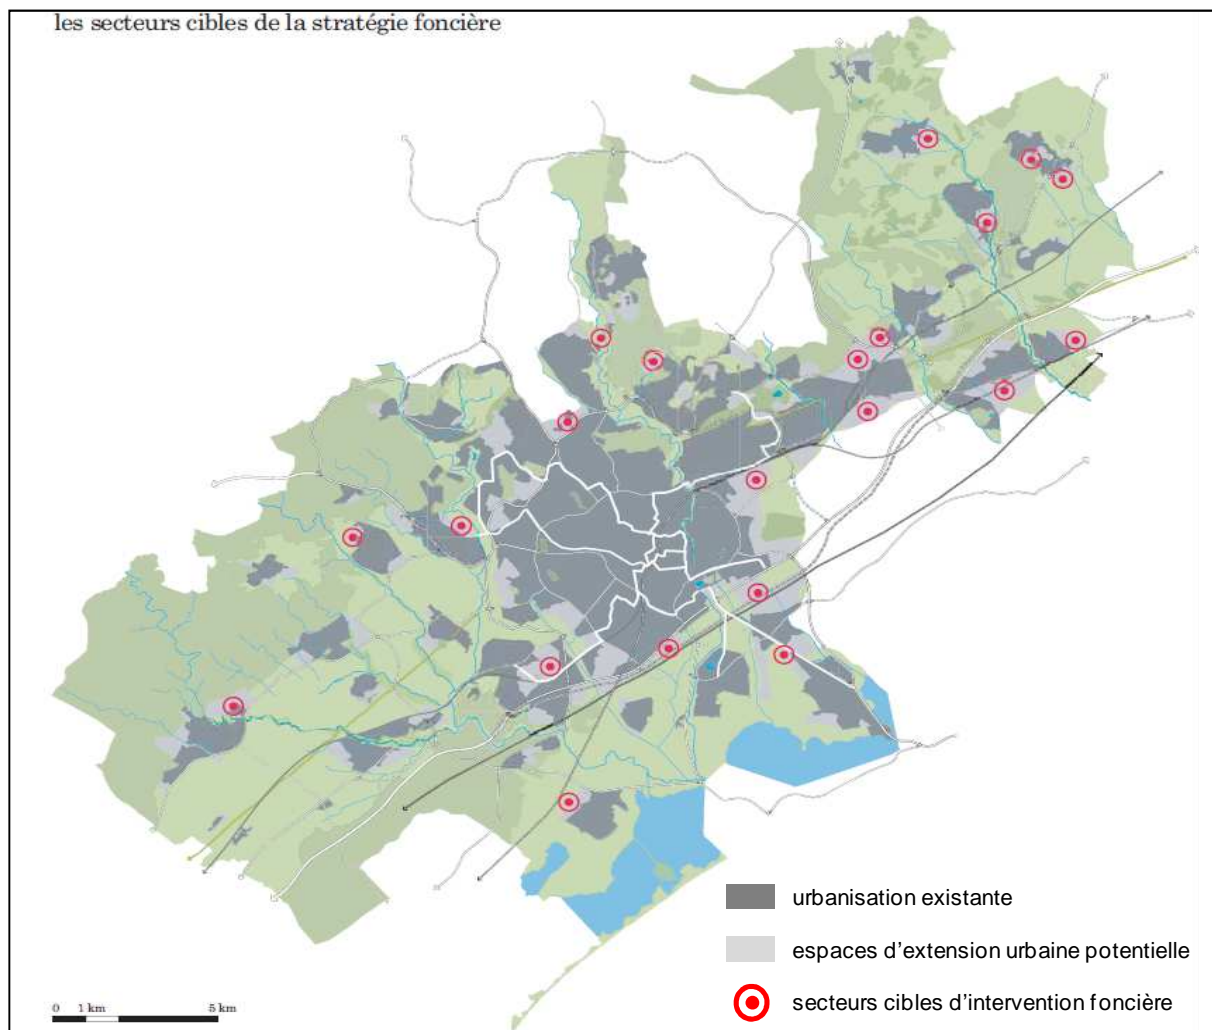 les secteurs cibles de la stratégie foncière
urbanisation existante
espaces d'extension urbaine potentielle
secteurs cibles d'intervention foncière
0 1 km 5 km